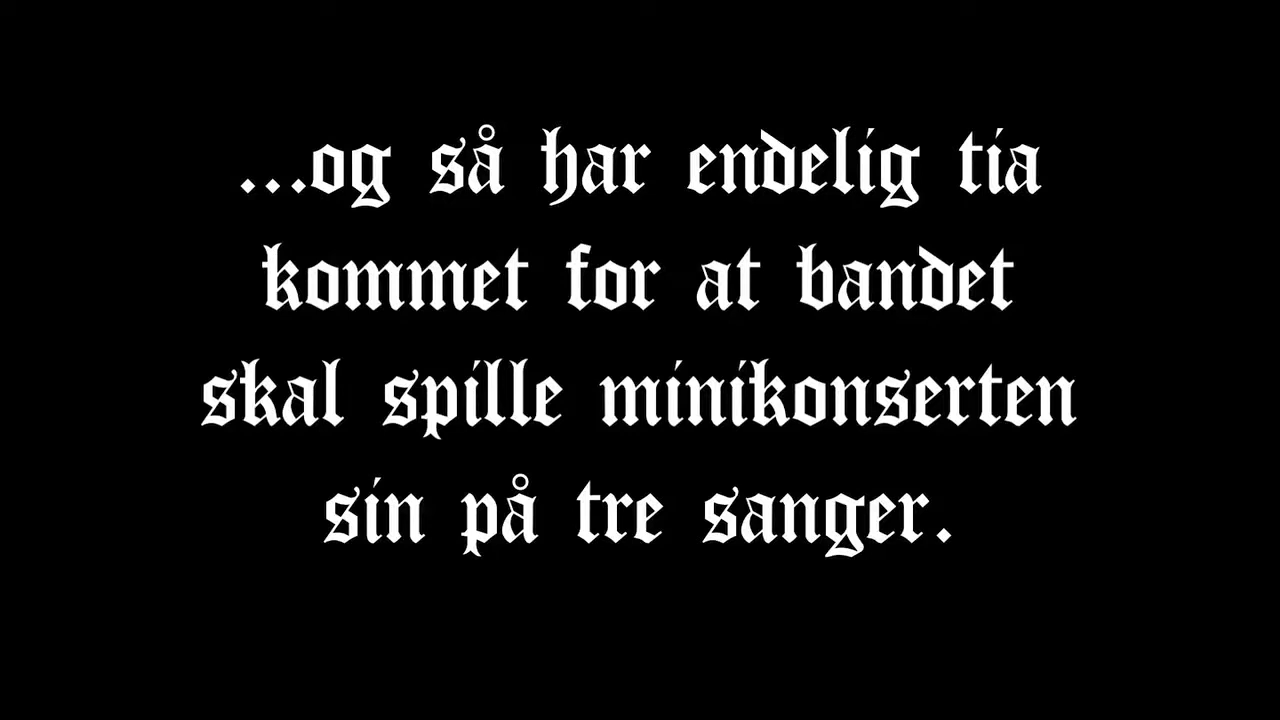 ...og så har endelig tia
kommet for at bandet
skal spille minikonserten
sin på tre sanger.